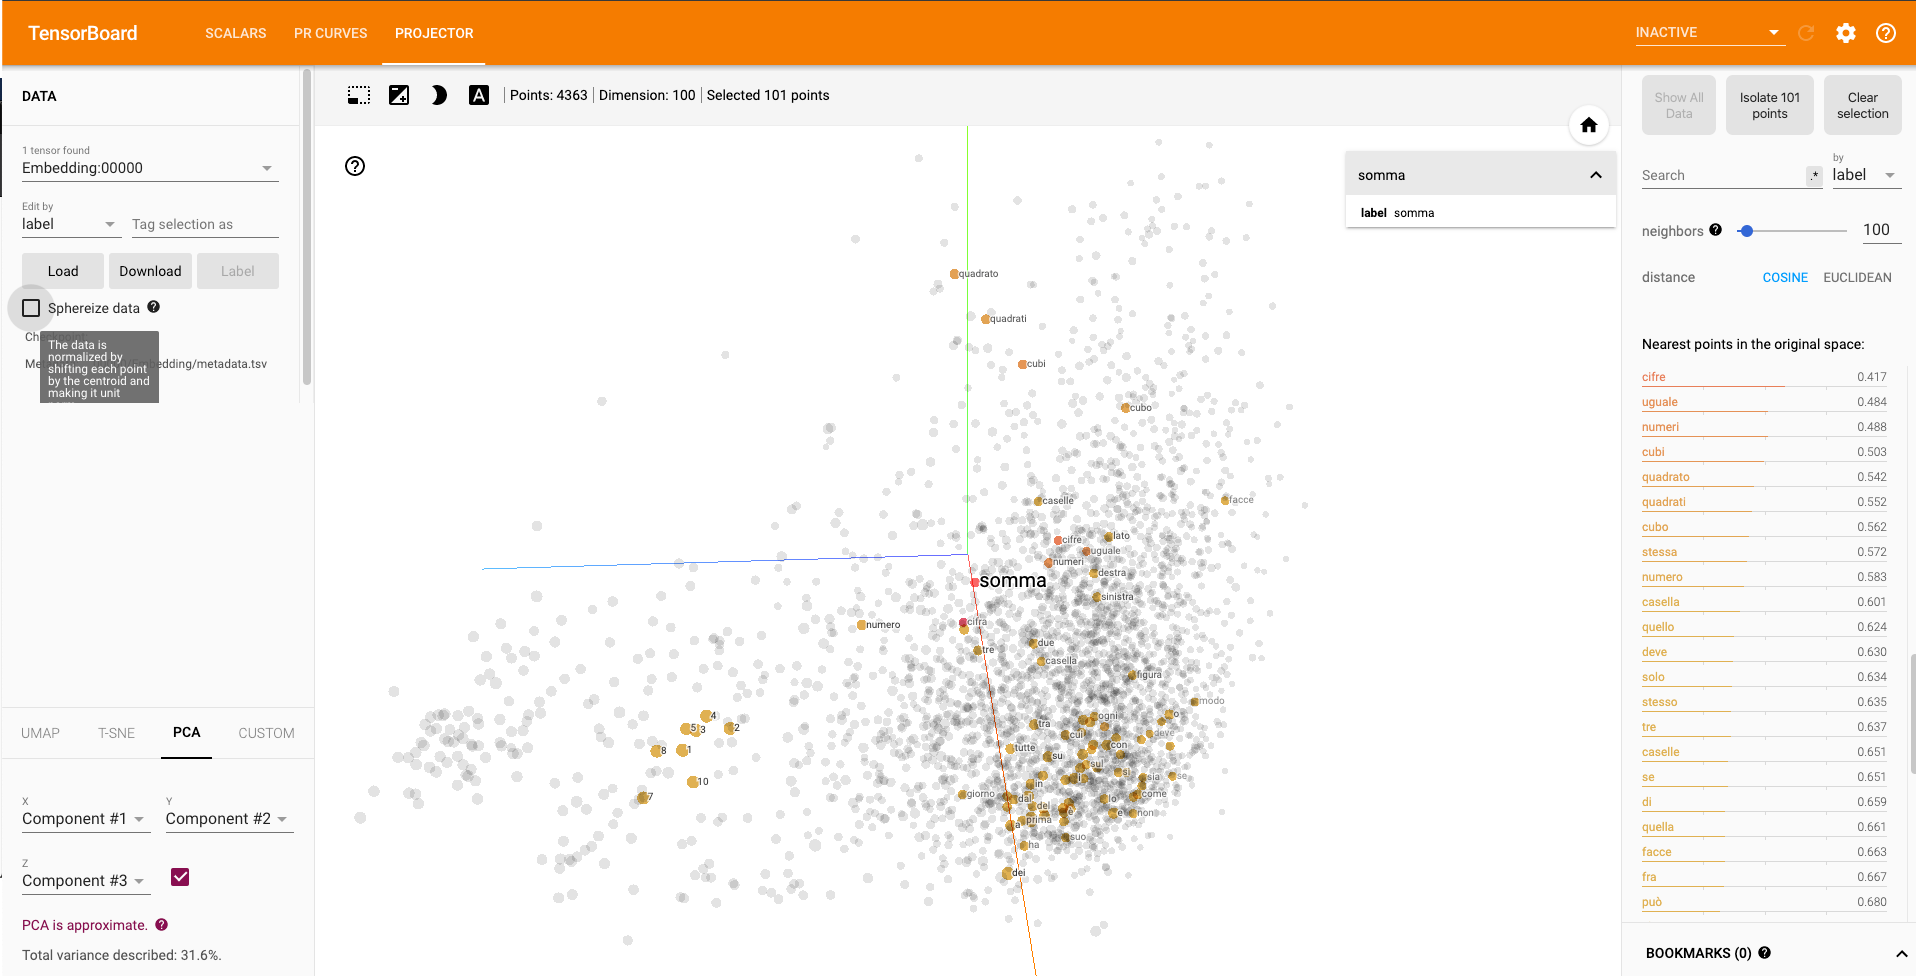 TensorBoard
SCALARS
PR CURVES
PROJECTOR
INACTIVE
DATA
1 tensor found
Embedding:00000
Edit by
label
Tag selection as
Load
Download
Label
Sphereize data
The data is
normalized by
shifting each point
by the centroid and
making it unit
edding/metadata.tsv
UMAP
T-SNE
PCA
CUSTOM
X
Component #1
Y
Component #2
Z
Component #3
PCA is approximate.
Total variance described: 31.6%.
Points: 4363
Dimension: 100
Selected 101 points
somma
label somma
quadrato
quadrati
cubi
cubo
caselle
facce
cifre
lato
uguale
numeri
destra
somma
sinistra
numero
cifra
tre
due
casella
figura
modo
4
5
3
2
8
1
10
7
tra
ogni
o
cui
deve
con
tutte
su
sul
si
sia
se
in
giorno
dal
del
lo
come
e
non
a
prima
è
suo
ha
dei
Show All
Data
Isolate 101
points
Clear
selection
Search
.*
by
label
neighbors
100
distance
COSINE
EUCLIDEAN
Nearest points in the original space:
cifre 0.417
uguale 0.484
numeri 0.488
cubi 0.503
quadrato 0.542
quadrati 0.552
cubo 0.562
stessa 0.572
numero 0.583
casella 0.601
quello 0.624
deve 0.630
solo 0.634
stesso 0.635
tre 0.637
caselle 0.651
se 0.651
di 0.659
quella 0.661
facce 0.663
fra 0.667
può 0.680
BOOKMARKS (0)